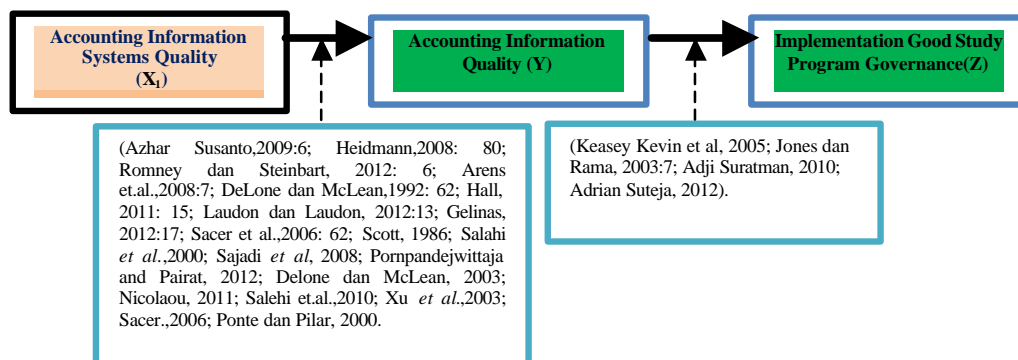 Accounting Information
Systems Quality
(X₁)
Accounting Information
Quality (Y)
Implementation Good Study
Program Governance(Z)
(Azhar Susanto,2009:6; Heidmann,2008: 80;
Romney dan Steinbart, 2012: 6; Arens
et.al.,2008:7; DeLone dan McLean,1992: 62; Hall,
2011: 15; Laudon dan Laudon, 2012:13; Gelinas,
2012:17; Sacer et al.,2006: 62; Scott, 1986; Salahi
et al.,2000; Sajadi et al, 2008; Pornpandejwittaja
and Pairat, 2012; Delone dan McLean, 2003;
Nicolaou, 2011; Salehi et.al.,2010; Xu et al.,2003;
Sacer.,2006; Ponte dan Pilar, 2000.
(Keasey Kevin et al, 2005; Jones dan
Rama, 2003:7; Adji Suratman, 2010;
Adrian Suteja, 2012).